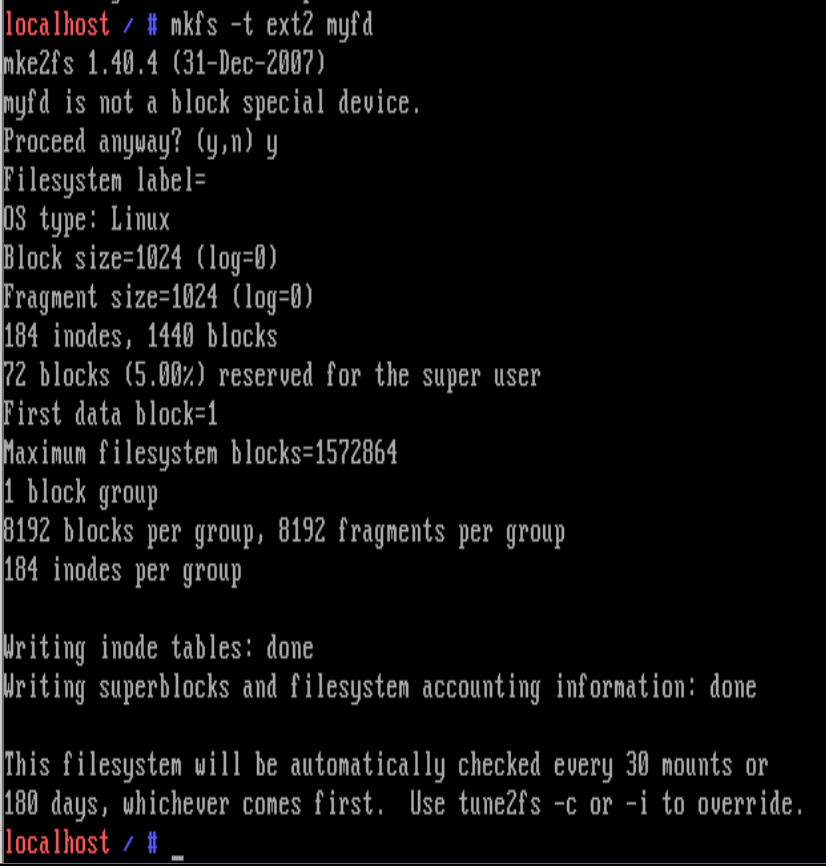 localhost / # mkfs -t ext2 myfd
mke2fs 1.40.4 (31-Dec-2007)
myfd is not a block special device.
Proceed anyway? (y,n) y
Filesystem label=
OS type: Linux
Block size=1024 (log=0)
Fragment size=1024 (log=0)
184 inodes, 1440 blocks
72 blocks (5.00%) reserved for the super user
First data block=1
Maximum filesystem blocks=1572864
1 block group
8192 blocks per group, 8192 fragments per group
184 inodes per group

Writing inode tables: done
Writing superblocks and filesystem accounting information: done

This filesystem will be automatically checked every 30 mounts or
180 days, whichever comes first.  Use tune2fs -c or -i to override.
localhost / # _